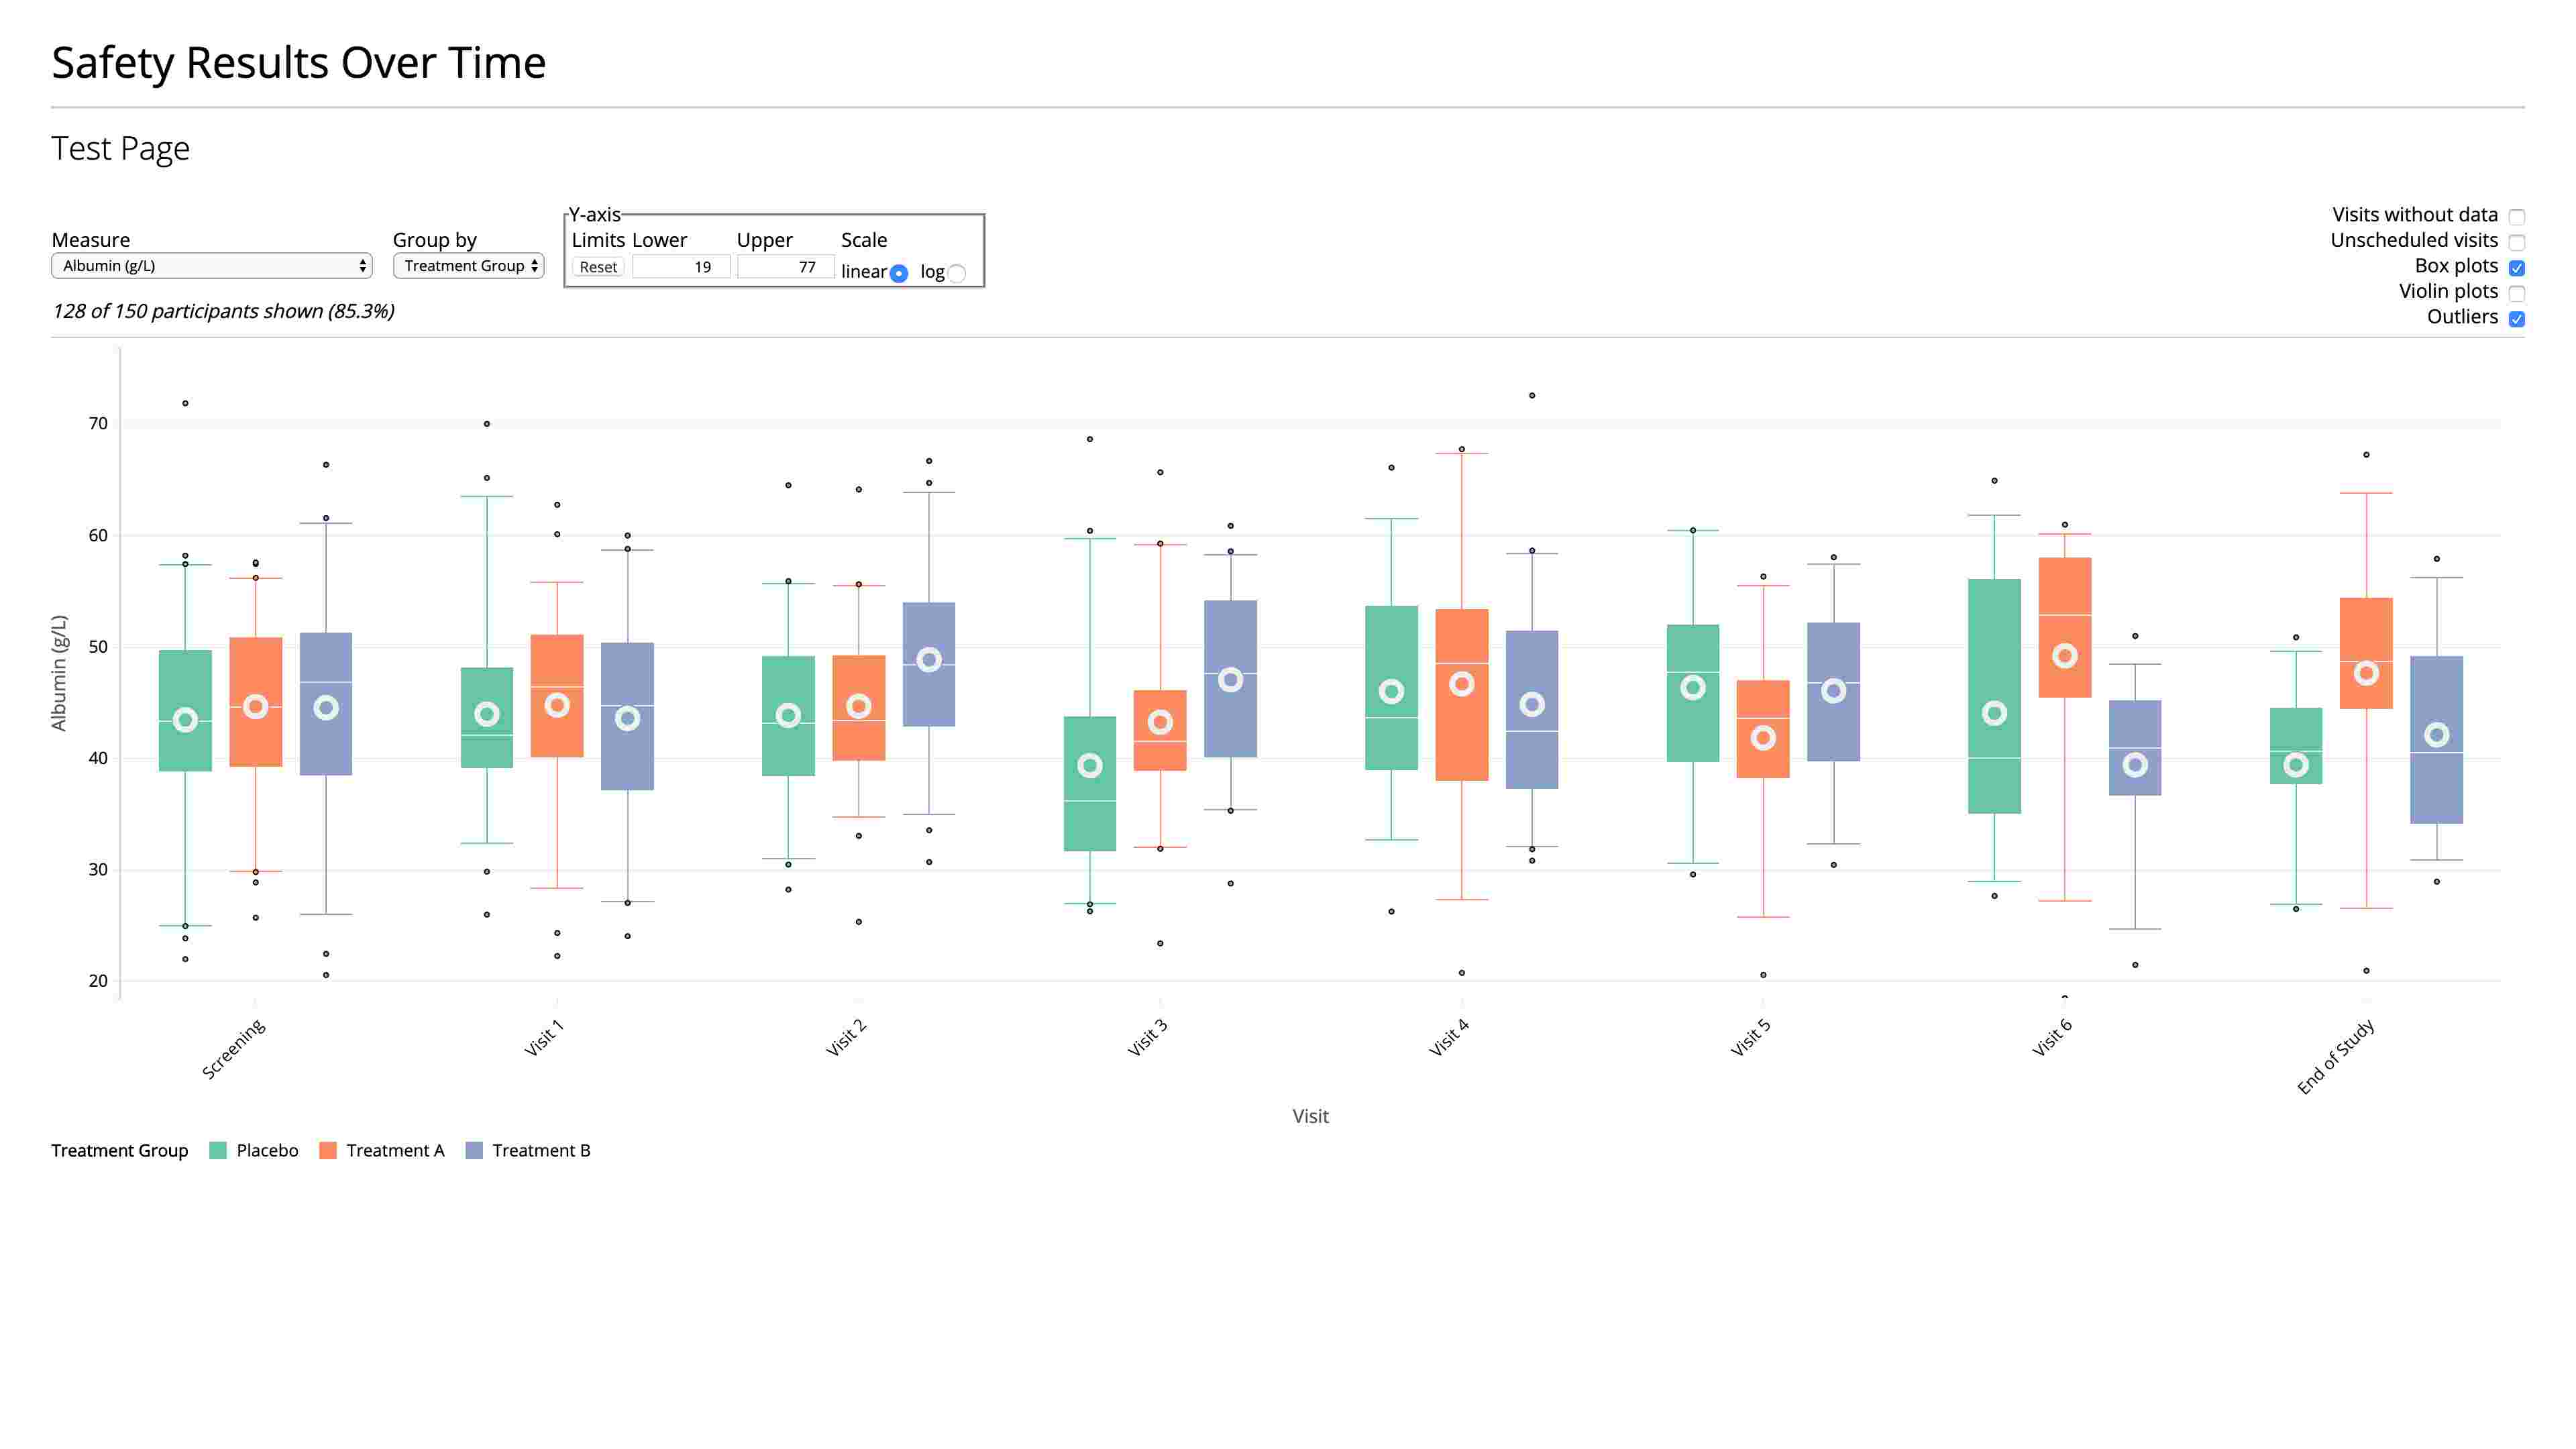 Safety Results Over Time
Test Page
Measure
Albumin (g/L)
Group by
Treatment Group
Y-axis
Limits Lower Upper Scale
Reset 19 77 linear log
Visits without data
Unscheduled visits
Box plots
Violin plots
Outliers
128 of 150 participants shown (85.3%)
Albumin (g/L)
70
60
50
40
30
20
Screening Visit 1 Visit 2 Visit 3 Visit 4 Visit 5 Visit 6 End of Study
Visit
Treatment Group Placebo Treatment A Treatment B